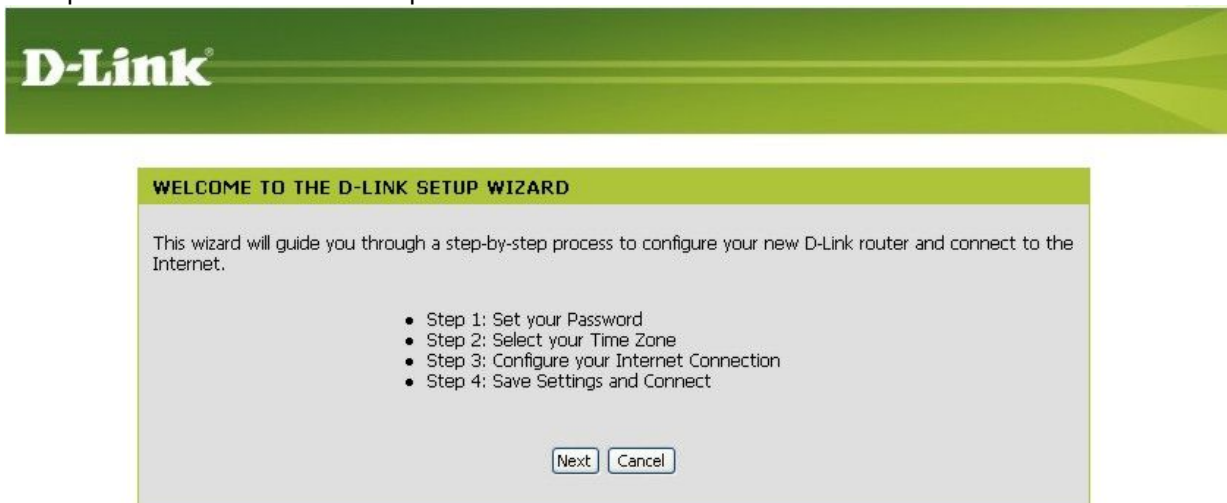 D-Link®
WELCOME TO THE D-LINK SETUP WIZARD
This wizard will guide you through a step-by-step process to configure your new D-Link router and connect to the
Internet.
• Step 1: Set your Password
• Step 2: Select your Time Zone
• Step 3: Configure your Internet Connection
• Step 4: Save Settings and Connect
Next Cancel